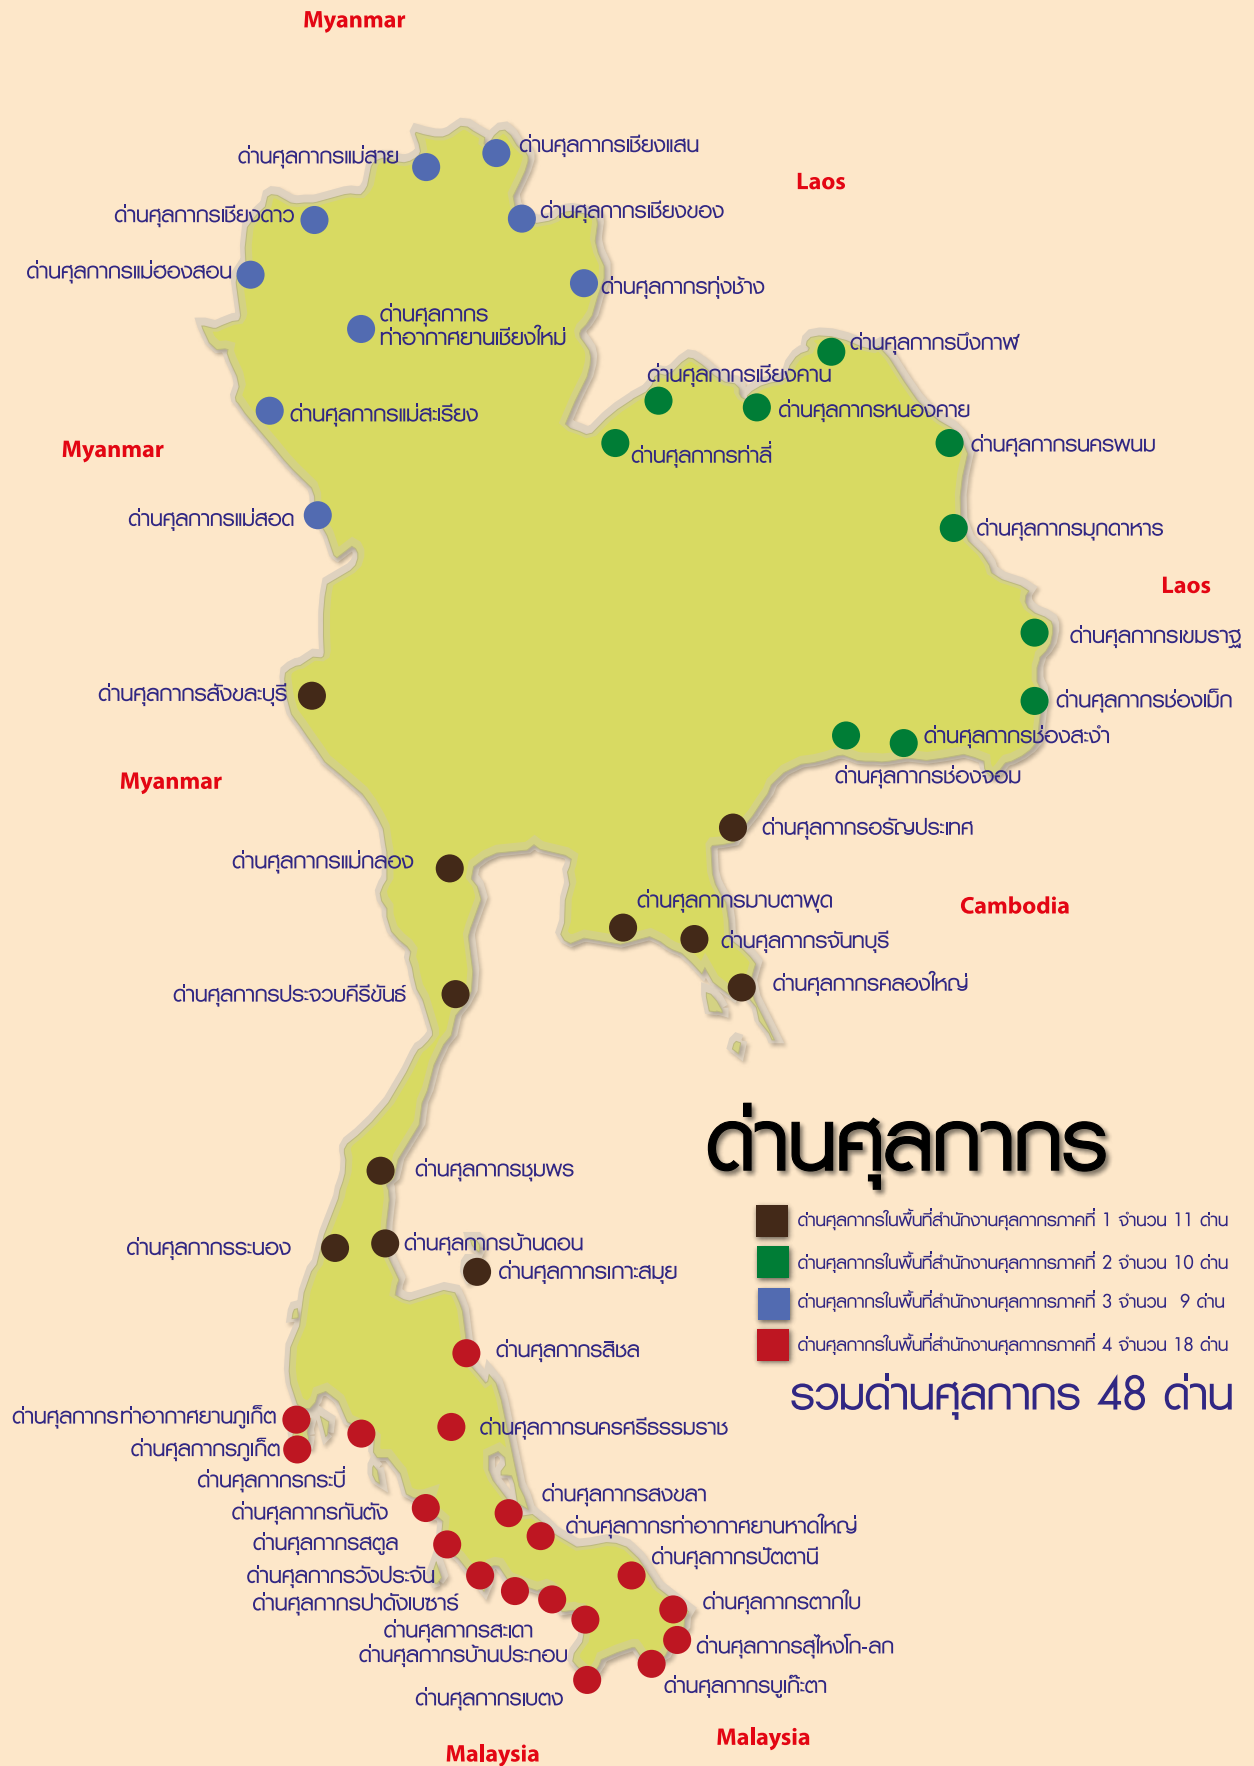 Myanmar
ด่านศุลกากรแม่สาย
ด่านศุลกากรเชียงแสน
Laos
ด่านศุลกากรเชียงดาว
ด่านศุลกากรเชียงของ
ด่านศุลกากรแม่ฮองสอน
ด่านศุลกากรทุ่งช้าง
ด่านศุลกากร
ท่าอากาศยานเชียงใหม่
ด่านศุลกากรบึงกาฬ
ด่านศุลกากรเชียงคาน
ด่านศุลกากรแม่สะเรียง
ด่านศุลกากรหนองคาย
Myanmar
ด่านศุลกากรท่าลี่
ด่านศุลกากรนครพนม
ด่านศุลกากรแม่สอด
ด่านศุลกากรมุกดาหาร
Laos
ด่านศุลกากรเขมราฐ
ด่านศุลกากรสังขละบุรี
ด่านศุลกากรช่องเม็ก
ด่านศุลกากรช่องสะงำ
Myanmar
ด่านศุลกากรช่องจอม
ด่านศุลกากรอรัญประเทศ
ด่านศุลกากรแม่กลอง
ด่านศุลกากรมาบตาพุด
Cambodia
ด่านศุลกากรจันทบุรี
ด่านศุลกากรคลองใหญ่
ด่านศุลกากรประจวบคีรีขันธ์
ด่านศุลกากร
ด่านศุลกากรชุมพร
ด่านศุลกากรในพื้นที่สำนักงานศุลกากรภาคที่ 1 จำนวน 11 ด่าน
ด่านศุลกากรระนอง
ด่านศุลกากรบ้านดอน
ด่านศุลกากรในพื้นที่สำนักงานศุลกากรภาคที่ 2 จำนวน 10 ด่าน
ด่านศุลกากรเกาะสมุย
ด่านศุลกากรในพื้นที่สำนักงานศุลกากรภาคที่ 3 จำนวน 9 ด่าน
ด่านศุลกากรสิชล
ด่านศุลกากรในพื้นที่สำนักงานศุลกากรภาคที่ 4 จำนวน 18 ด่าน
รวมด่านศุลกากร 48 ด่าน
ด่านศุลกากรท่าอากาศยานภูเก็ต
ด่านศุลกากรนครศรีธรรมราช
ด่านศุลกากรภูเก็ต
ด่านศุลกากรกระบี่
ด่านศุลกากรสงขลา
ด่านศุลกากรกันตัง
ด่านศุลกากรท่าอากาศยานหาดใหญ่
ด่านศุลกากรสตูล
ด่านศุลกากรปัตตานี
ด่านศุลกากรวังประจัน
ด่านศุลกากรปาดังเบซาร์
ด่านศุลกากรตากใบ
ด่านศุลกากรสะเดา
ด่านศุลกากรสุไหงโก-ลก
ด่านศุลกากรบ้านประกอบ
ด่านศุลกากรบูเก๊ะตา
ด่านศุลกากรเบตง
Malaysia
Malaysia